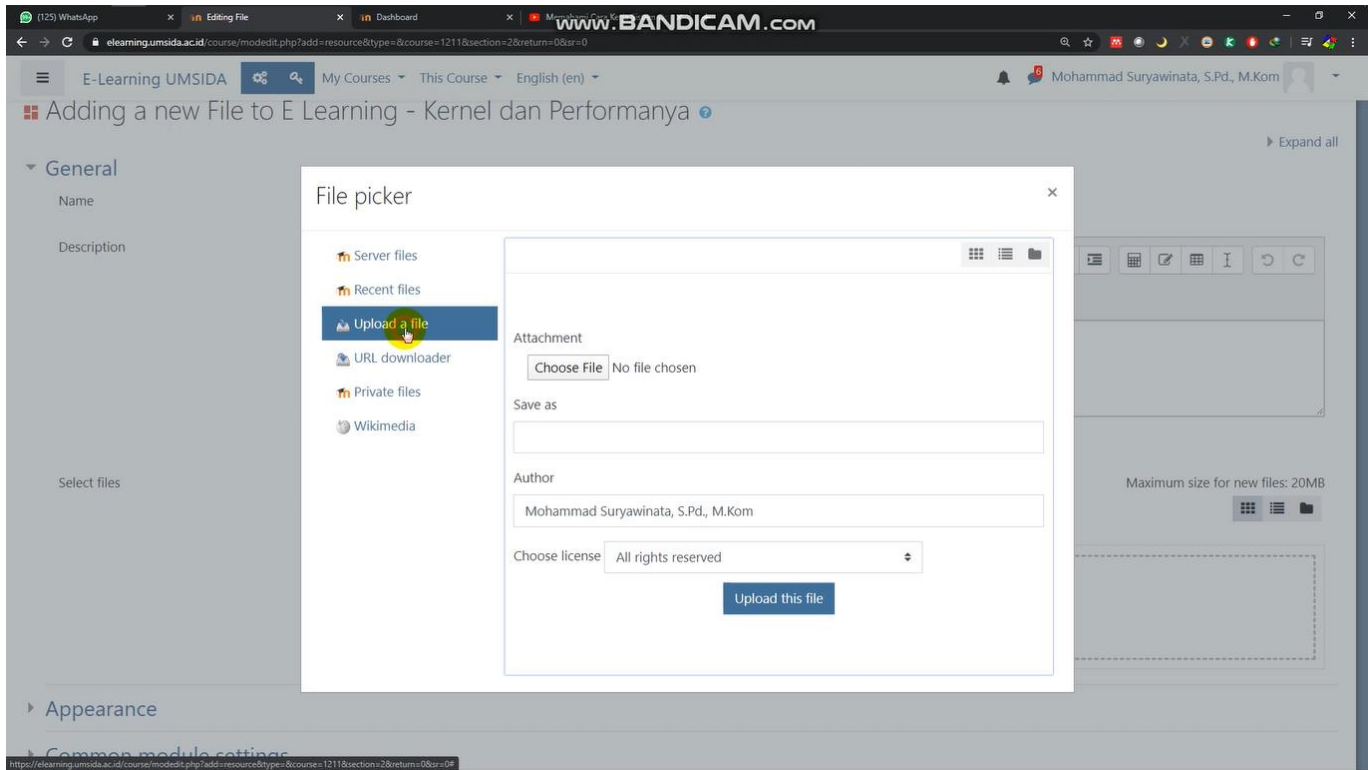 (125) WhatsApp
Editing File
Dashboard
www.BANDICAM.com
elearning.umsida.ac.id/course/modedit.php?add=resource&type=&course=1211&section=2&return=0&sr=0
E-Learning UMSIDA
My Courses
This Course
English (en)
6
Mohammad Suryawinata, S.Pd., M.Kom
Adding a new File to E Learning - Kernel dan Performanya
Expand all
General
Name
Description
File picker
Server files
Recent files
Upload a file
URL downloader
Private files
Wikimedia
Attachment
Choose File No file chosen
Save as
Author
Mohammad Suryawinata, S.Pd., M.Kom
Choose license All rights reserved
Upload this file
Select files
Maximum size for new files: 20MB
Appearance
Common module settings
https://elearning.umsida.ac.id/course/modedit.php?add=resource&type=&course=1211&section=2&return=0&sr=0#